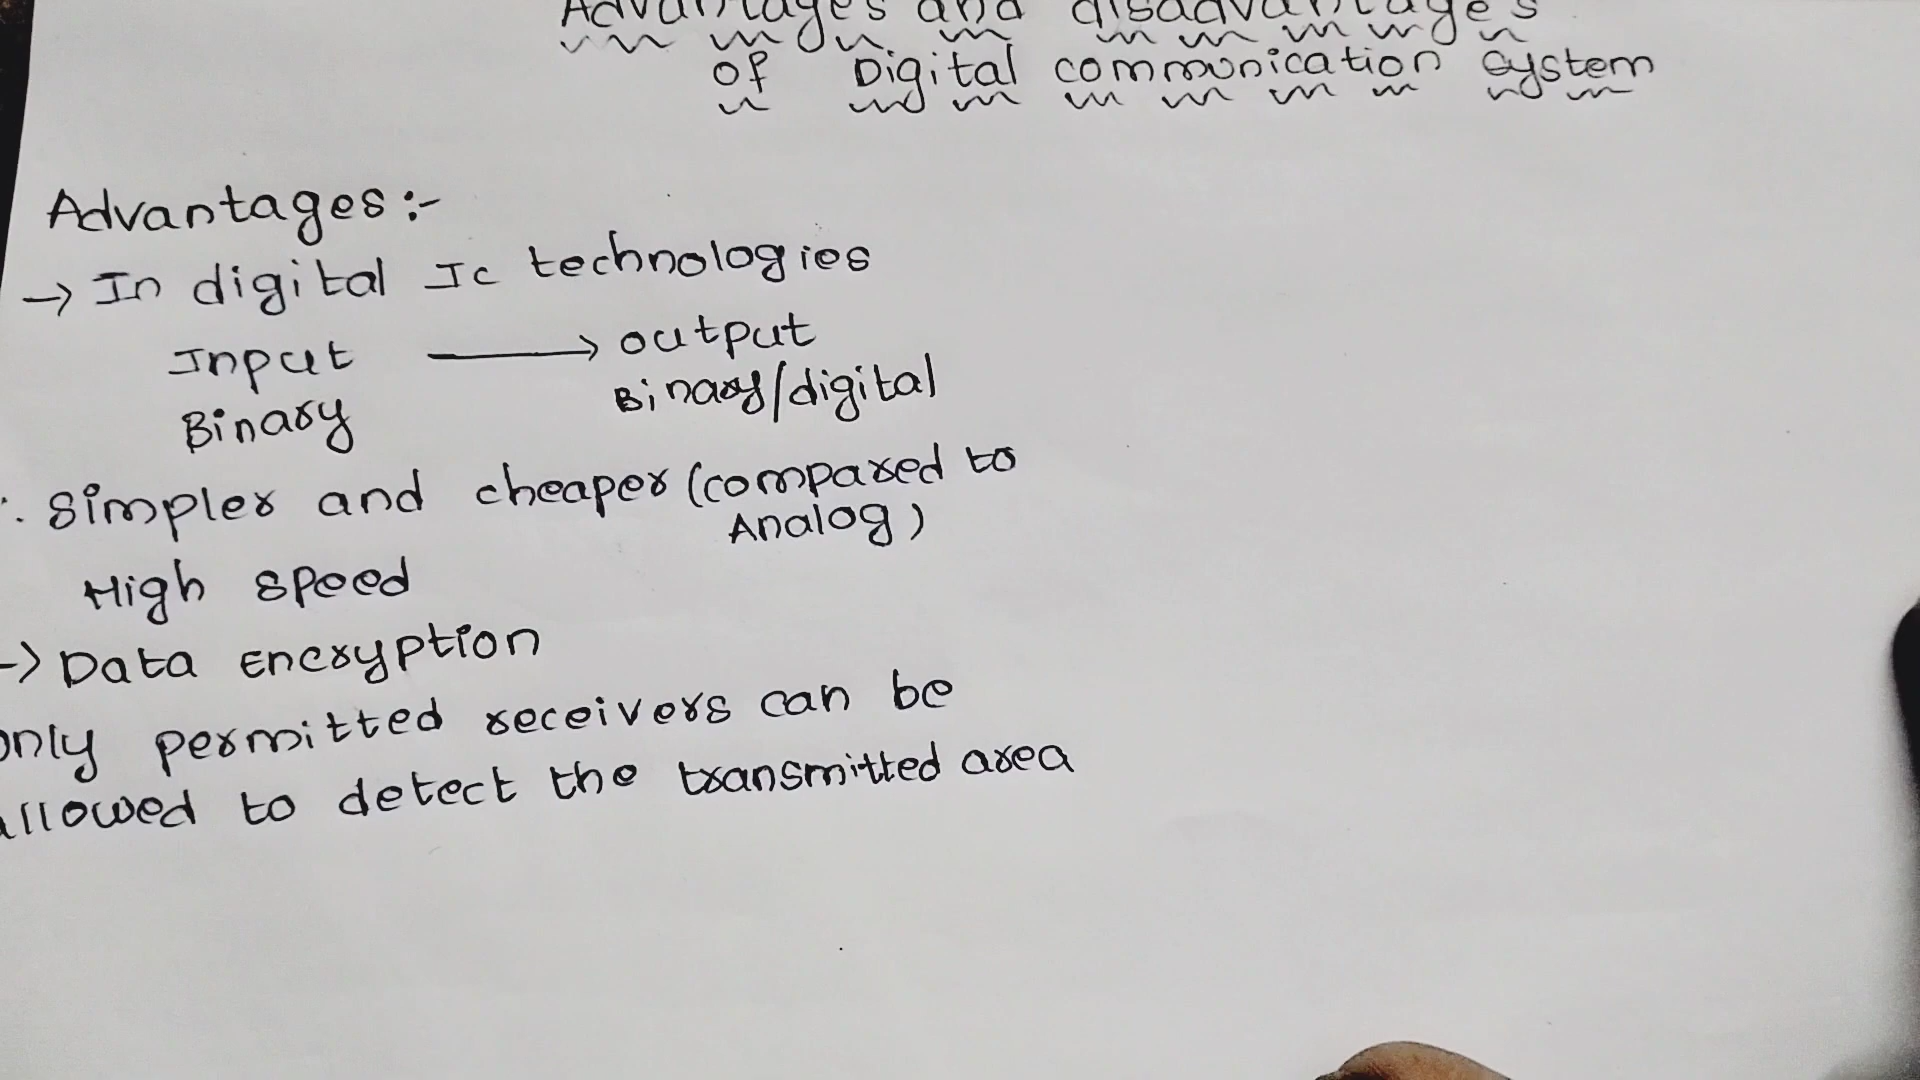 Advantages and disadvantages
of Digital communication system
Advantages :-
→ In digital Ic technologies
Input → output
Binary Binary/digital
∴ simpler and cheaper (compared to
Analog)
High speed
→ Data Encryption
only permitted receivers can be
allowed to detect the transmitted area